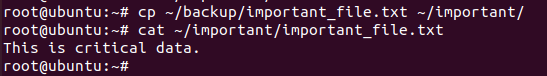 root@ubuntu:~# cp ~/backup/important_file.txt ~/important/
root@ubuntu:~# cat ~/important/important_file.txt
This is critical data.
root@ubuntu:~#